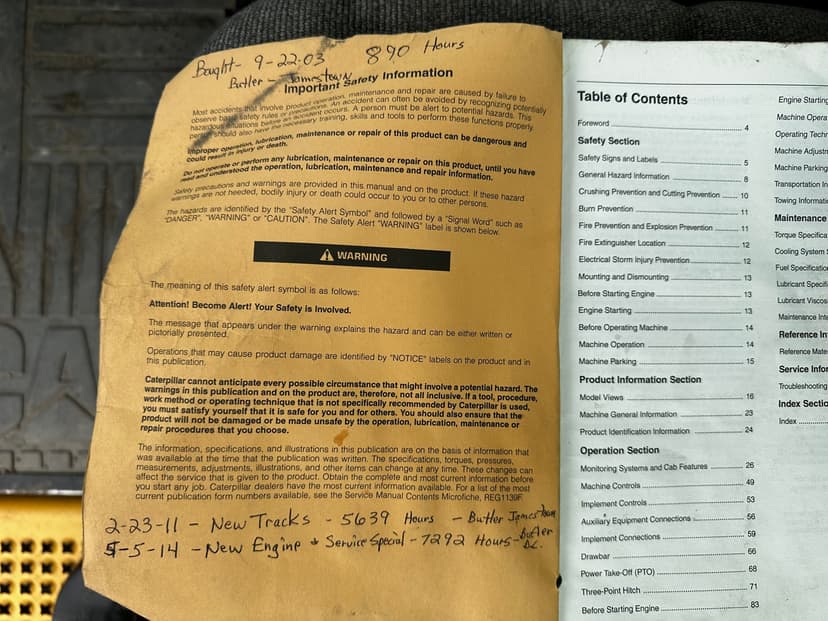 Bought - 9-22-03 890 Hours
Butler - Jamestown
Important Safety Information
Most accidents that involve product operation, maintenance and repair are caused by failure to
observe basic safety rules or precautions. An accident can often be avoided by recognizing potentially
hazardous situations before an accident occurs. A person must be alert to potential hazards. This
person should also have the necessary training, skills and tools to perform these functions properly.
Improper operation, lubrication, maintenance or repair of this product can be dangerous and
could result in injury or death.
Do not operate or perform any lubrication, maintenance or repair on this product, until you have
read and understood the operation, lubrication, maintenance and repair information.
Safety precautions and warnings are provided in this manual and on the product. If these hazard
warnings are not heeded, bodily injury or death could occur to you or to other persons.
The hazards are identified by the "Safety Alert Symbol" and followed by a "Signal Word" such as
"DANGER", "WARNING" or "CAUTION". The Safety Alert "WARNING" label is shown below.
WARNING
The meaning of this safety alert symbol is as follows:
Attention! Become Alert! Your Safety is Involved.
The message that appears under the warning explains the hazard and can be either written or
pictorially presented.
Operations that may cause product damage are identified by "NOTICE" labels on the product and in
this publication.
Caterpillar cannot anticipate every possible circumstance that might involve a potential hazard. The
warnings in this publication and on the product are, therefore, not all inclusive. If a tool, procedure,
work method or operating technique that is not specifically recommended by Caterpillar is used,
you must satisfy yourself that it is safe for you and for others. You should also ensure that the
product will not be damaged or be made unsafe by the operation, lubrication, maintenance or
repair procedures that you choose.
The information, specifications, and illustrations in this publication are on the basis of information that
was available at the time that the publication was written. The specifications, torques, pressures,
measurements, adjustments, illustrations, and other items can change at any time. These changes can
affect the service that is given to the product. Obtain the complete and most current information before
you start any job. Caterpillar dealers have the most current information available. For a list of the most
current publication form numbers available, see the Service Manual Contents Microfiche, REG1139F.
2-23-11 - New Tracks - 5639 Hours - Butler Jamestown
5-5-14 - New Engine + Service Special - 7292 Hours - Butler
Table of Contents
Foreword 4
Safety Section
Safety Signs and Labels 5
General Hazard Information 8
Crushing Prevention and Cutting Prevention 10
Burn Prevention 11
Fire Prevention and Explosion Prevention 11
Fire Extinguisher Location 12
Electrical Storm Injury Prevention 12
Mounting and Dismounting 13
Before Starting Engine 13
Engine Starting 13
Before Operating Machine 14
Machine Operation 14
Machine Parking 15
Product Information Section
Model Views 16
Machine General Information 23
Product Identification Information 24
Operation Section
Monitoring Systems and Cab Features 26
Machine Controls 49
Implement Controls 53
Auxiliary Equipment Connections 56
Implement Connections 59
Drawbar 66
Power Take-Off (PTO) 68
Three-Point Hitch 71
Before Starting Engine 83
Engine Starting
Machine Opera
Operating Techn
Machine Adjustm
Machine Parking
Transportation In
Towing Informatio
Maintenance
Torque Specifica
Cooling System
Fuel Specification
Lubricant Specifi
Lubricant Viscos
Maintenance Inte
Reference In
Reference Mate
Service Infor
Troubleshooting
Index Sectio
Index